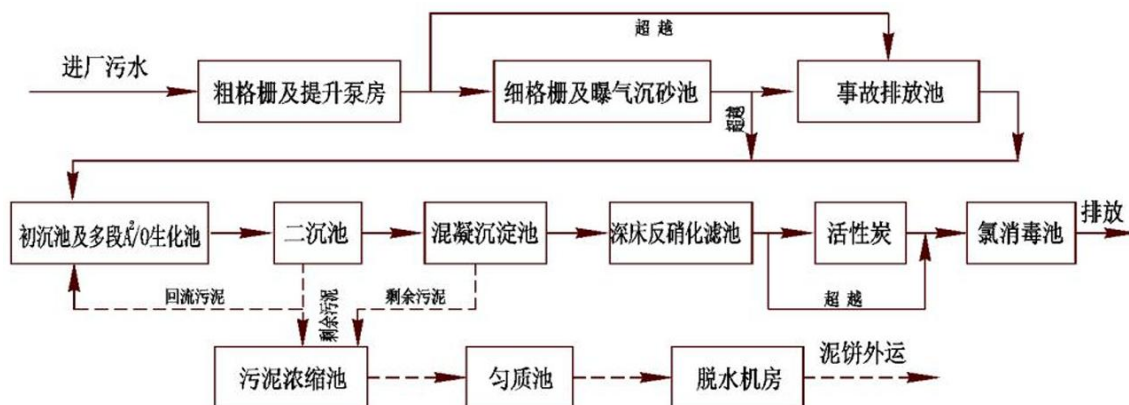 超越
进厂污水
粗格栅及提升泵房
细格栅及曝气沉砂池
事故排放池
超越
初沉池及多段A²/O生化池
二沉池
混凝沉淀池
深床反硝化滤池
活性炭
氯消毒池
排放
回流污泥
剩余污泥
剩余污泥
超越
污泥浓缩池
匀质池
脱水机房
泥饼外运